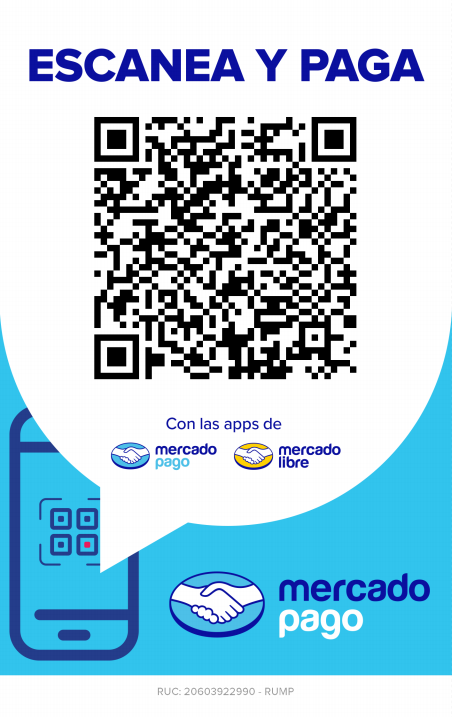 ESCANEA Y PAGA
Con las apps de
mercado
pago
mercado
libre
mercado
pago
RUC: 20603922990 - RUMP